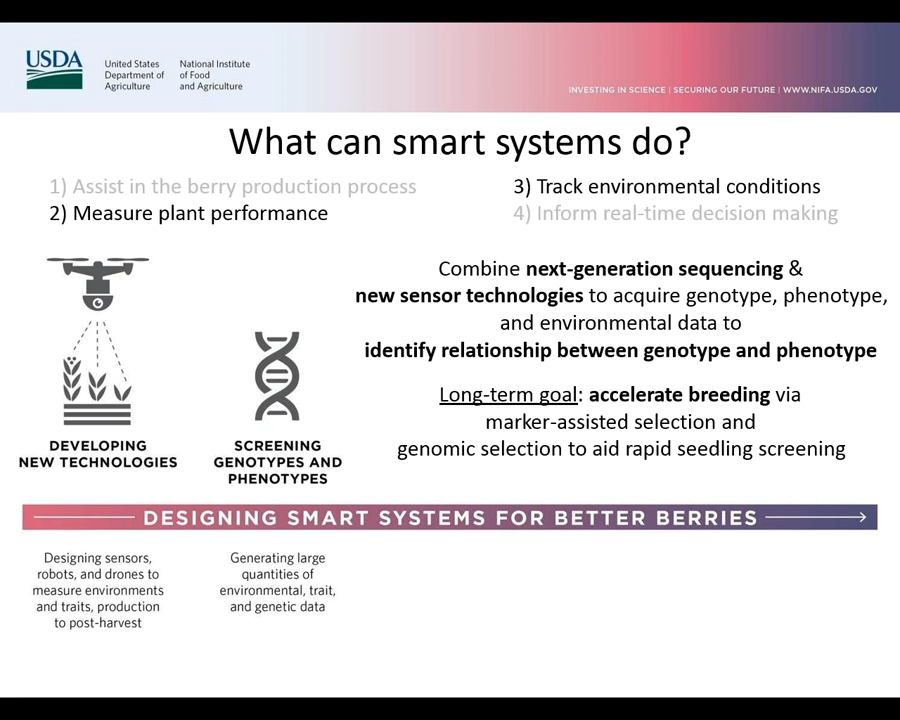 USDA
United States
Department of
Agriculture
National Institute
of Food
and Agriculture
INVESTING IN SCIENCE | SECURING OUR FUTURE | WWW.NIFA.USDA.GOV
What can smart systems do?
1) Assist in the berry production process
2) Measure plant performance
3) Track environmental conditions
4) Inform real-time decision making
Combine next-generation sequencing &
new sensor technologies to acquire genotype, phenotype,
and environmental data to
identify relationship between genotype and phenotype
Long-term goal: accelerate breeding via
marker-assisted selection and
genomic selection to aid rapid seedling screening
DEVELOPING
NEW TECHNOLOGIES
SCREENING
GENOTYPES AND
PHENOTYPES
DESIGNING SMART SYSTEMS FOR BETTER BERRIES
Designing sensors,
robots, and drones to
measure environments
and traits, production
to post-harvest
Generating large
quantities of
environmental, trait,
and genetic data